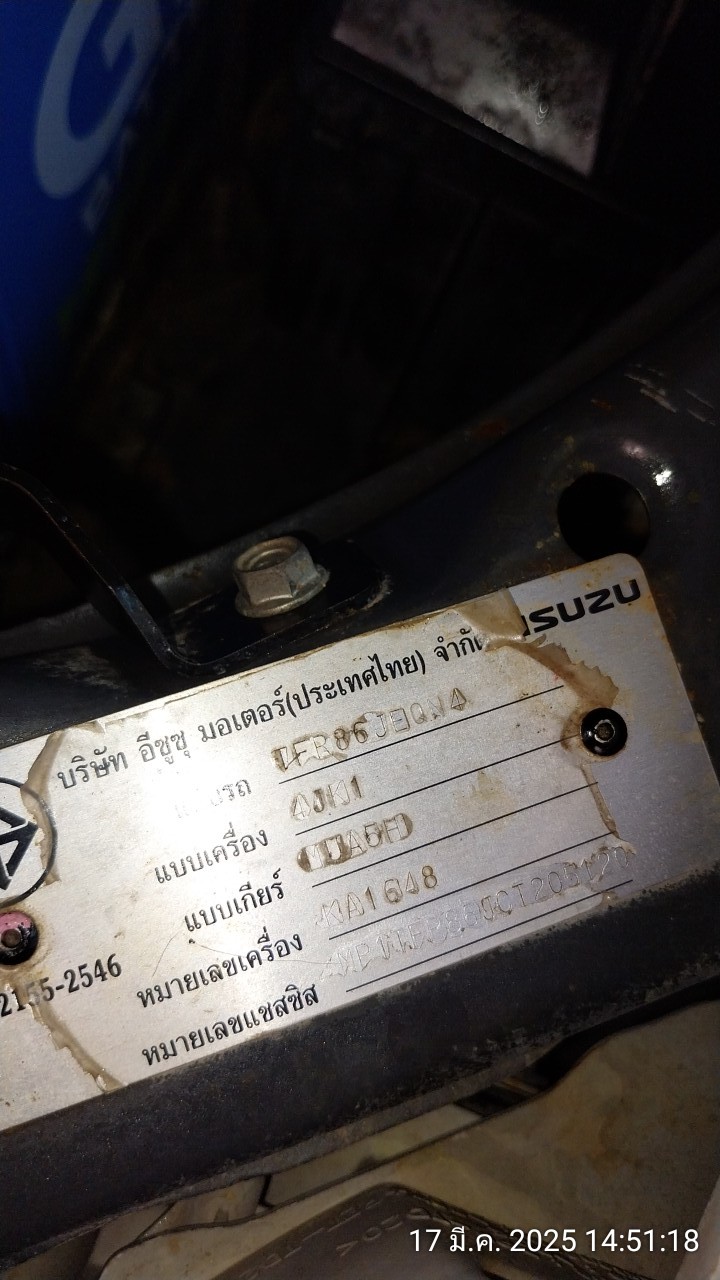 G
ISUZU
บริษัท อีซูซุ มอเตอร์(ประเทศไทย) จำกัด
TFR86JEQN4
แบบเครื่อง 4JK1
แบบเกียร์ MUA5H
หมายเลขเครื่อง MA1648
หมายเลขแชสซิส
2155-2546
17 มี.ค. 2025 14:51:18